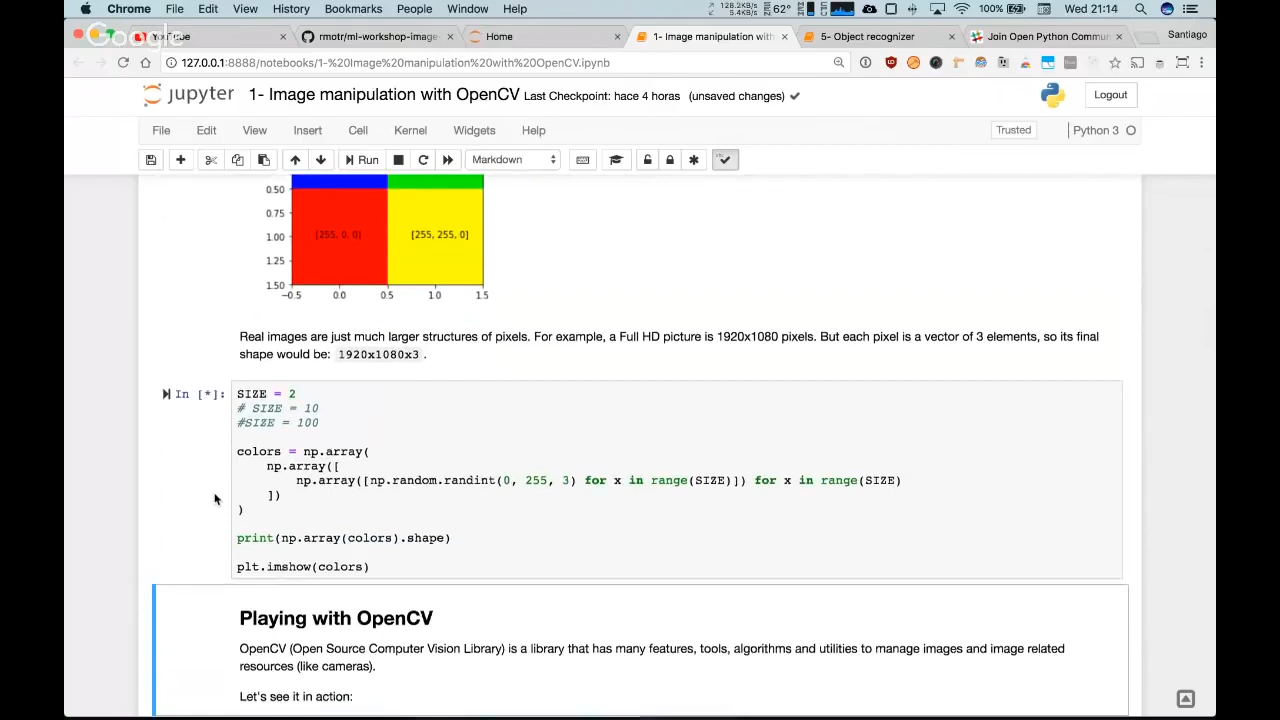 Chrome File Edit View History Bookmarks People Window Help
128.2KB/s
5.4KB/s
62° 100% Wed 21:14
Google
rmotr/ml-workshop-image- Home 1- Image manipulation with 5- Object recognizer Join Open Python Commun Santiago
127.0.0.1:8888/notebooks/1-%20Image%20manipulation%20with%20OpenCV.ipynb
jupyter 1- Image manipulation with OpenCV Last Checkpoint: hace 4 horas (unsaved changes) Logout
File Edit View Insert Cell Kernel Widgets Help Trusted Python 3
Run Markdown
0.50
0.75
1.00 [255, 0, 0] [255, 255, 0]
1.25
1.50
−0.5 0.0 0.5 1.0 1.5
Real images are just much larger structures of pixels. For example, a Full HD picture is 1920x1080 pixels. But each pixel is a vector of 3 elements, so its final
shape would be: 1920x1080x3 .
In [*]: SIZE = 2
# SIZE = 10
#SIZE = 100
colors = np.array(
np.array([
np.array([np.random.randint(0, 255, 3) for x in range(SIZE)]) for x in range(SIZE)
])
)
print(np.array(colors).shape)
plt.imshow(colors)
Playing with OpenCV
OpenCV (Open Source Computer Vision Library) is a library that has many features, tools, algorithms and utilities to manage images and image related
resources (like cameras).
Let's see it in action: